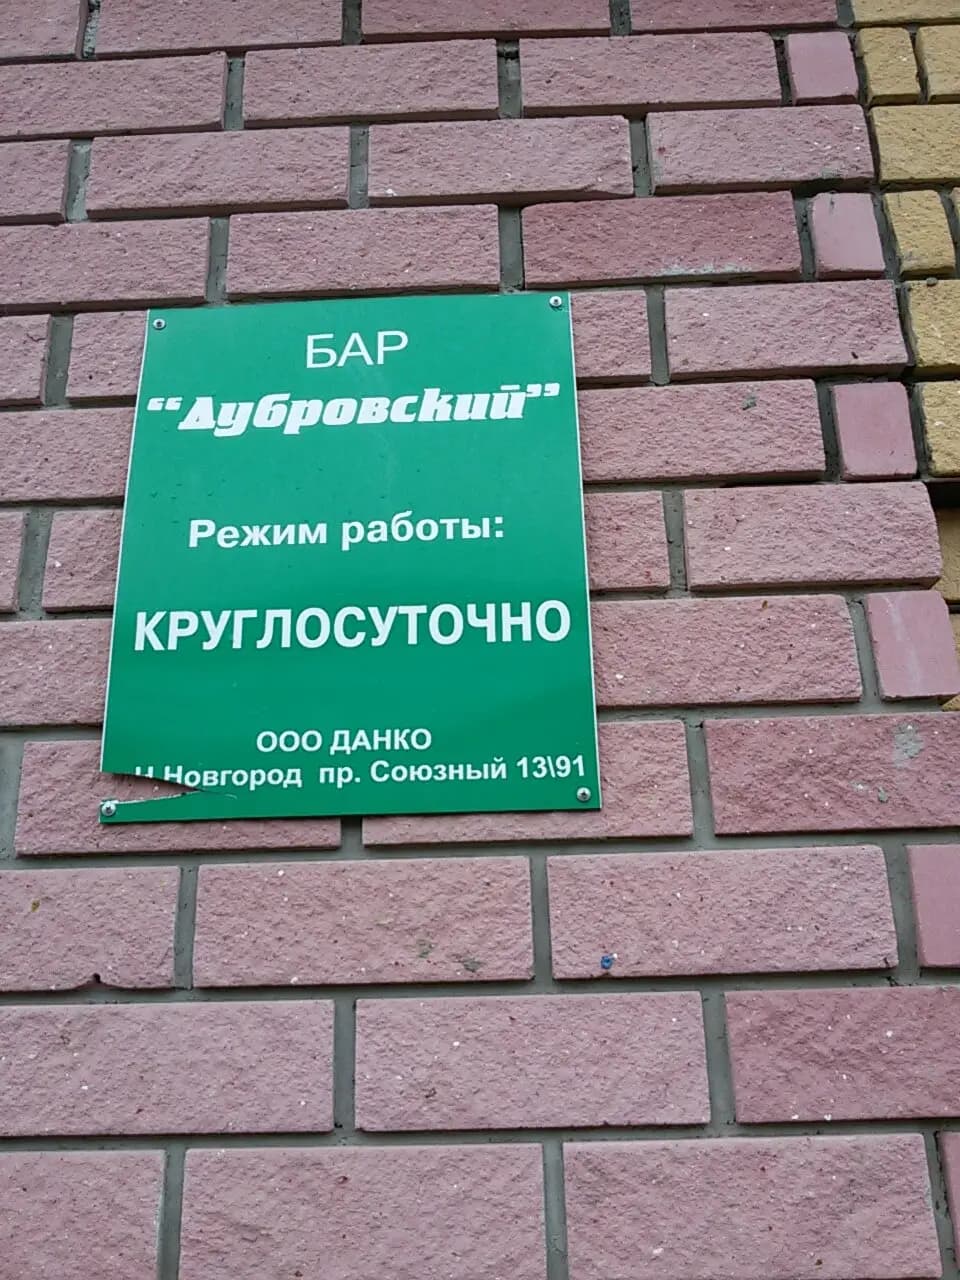 БАР
“Дубровский”
Режим работы:
КРУГЛОСУТОЧНО
ООО ДАНКО
Н.Новгород пр. Союзный 13\91